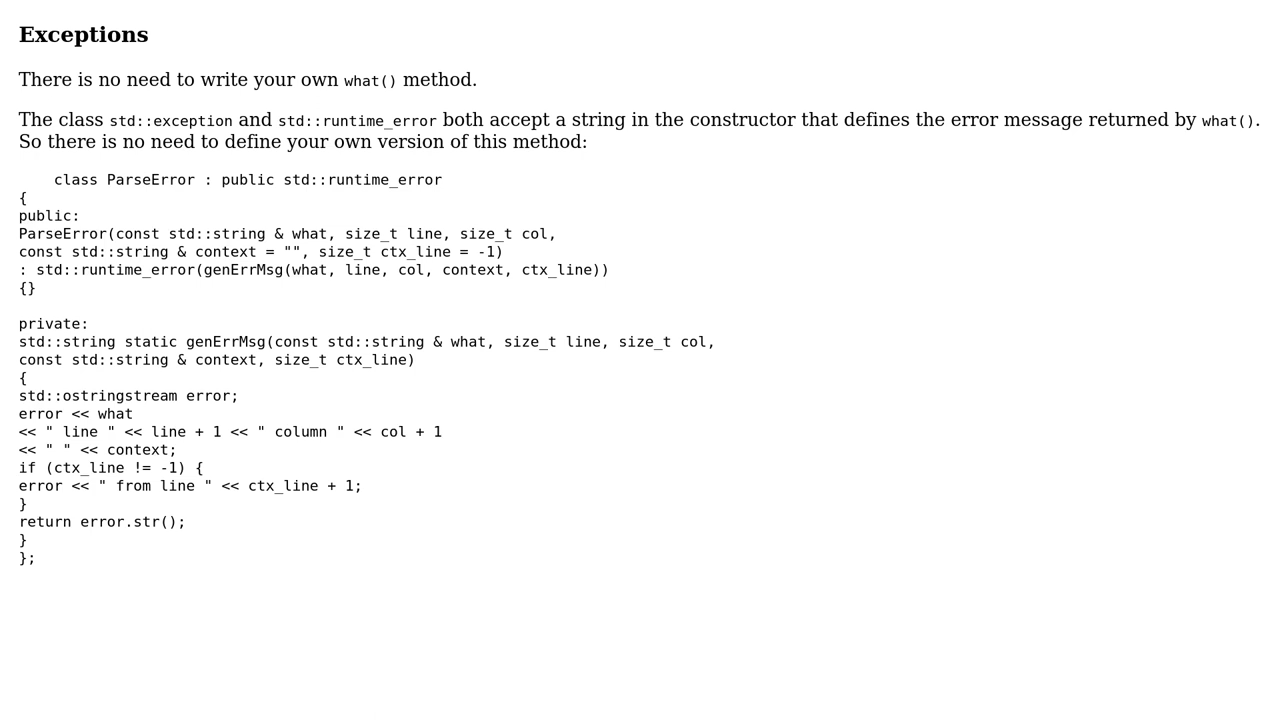 Exceptions
There is no need to write your own what() method.
The class std::exception and std::runtime_error both accept a string in the constructor that defines the error message returned by what().
So there is no need to define your own version of this method:
    class ParseError : public std::runtime_error
{
public:
ParseError(const std::string & what, size_t line, size_t col,
const std::string & context = "", size_t ctx_line = -1)
: std::runtime_error(genErrMsg(what, line, col, context, ctx_line))
{}

private:
std::string static genErrMsg(const std::string & what, size_t line, size_t col,
const std::string & context, size_t ctx_line)
{
std::ostringstream error;
error << what
<< " line " << line + 1 << " column " << col + 1
<< " " << context;
if (ctx_line != -1) {
error << " from line " << ctx_line + 1;
}
return error.str();
}
};